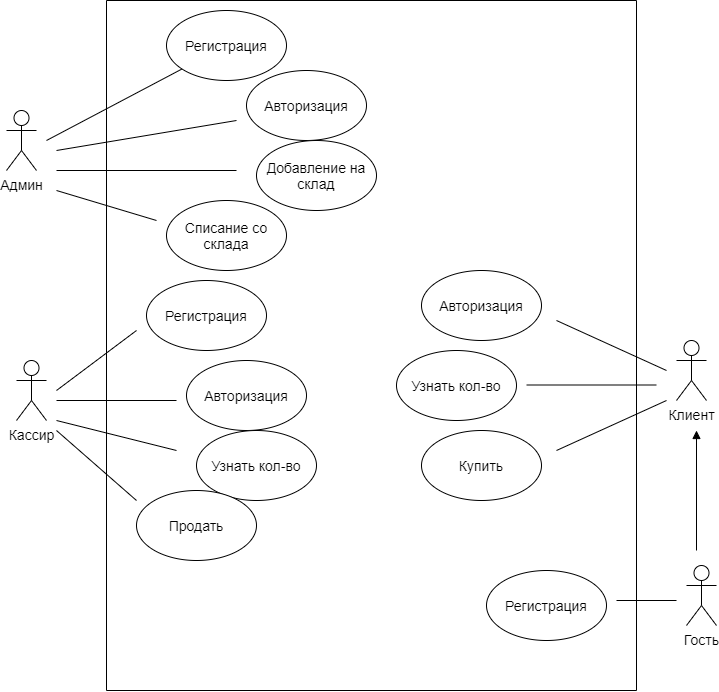 Регистрация
Авторизация
Админ
Добавление на
склад
Списание со
склада
Регистрация
Авторизация
Кассир
Узнать кол-во
Продать
Авторизация
Узнать кол-во
Клиент
Купить
Регистрация
Гость